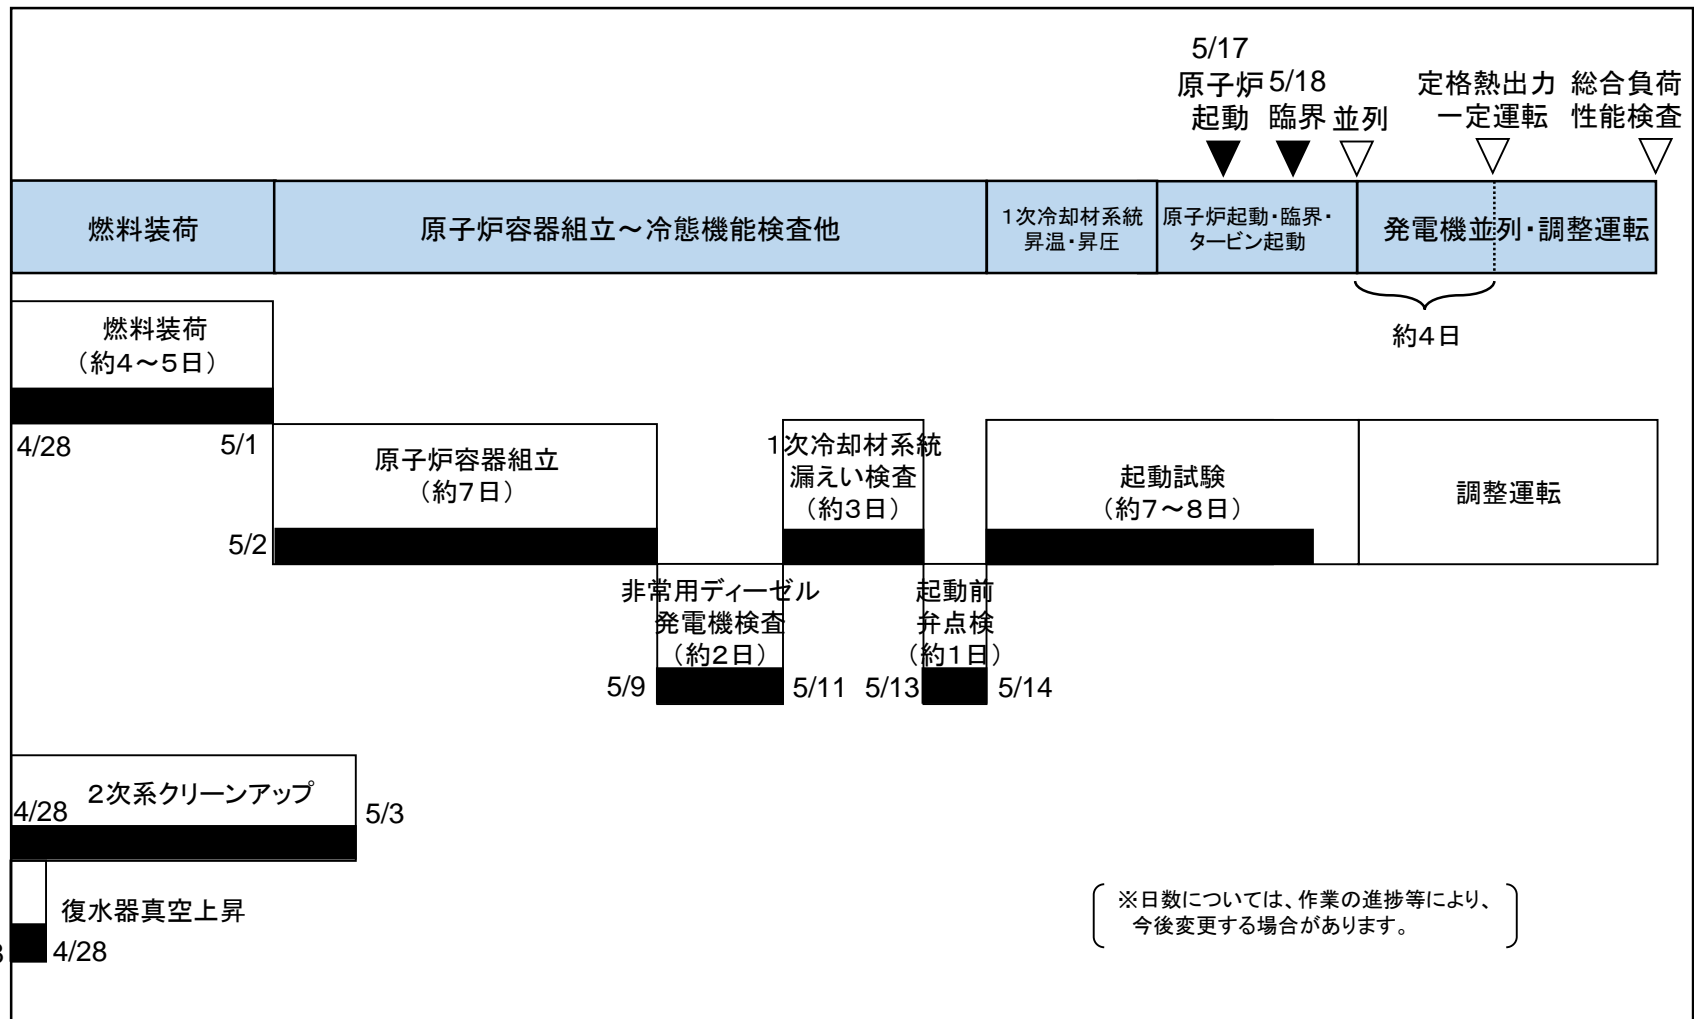 5/17
原子炉
起動
5/18
臨界
並列
定格熱出力
一定運転
総合負荷
性能検査
燃料装荷
原子炉容器組立～冷態機能検査他
１次冷却材系統
昇温・昇圧
原子炉起動・臨界・
タービン起動
発電機並列・調整運転
約４日
燃料装荷
（約４～５日）
4/28
5/1
原子炉容器組立
（約７日）
5/2
１次冷却材系統
漏えい検査
（約３日）
起動試験
（約７～８日）
調整運転
非常用ディーゼル
発電機検査
（約２日）
5/9
5/11
起動前
弁点検
（約１日）
5/13
5/14
２次系クリーンアップ
4/28
5/3
復水器真空上昇
4/28
※日数については、作業の進捗等により、
今後変更する場合があります。